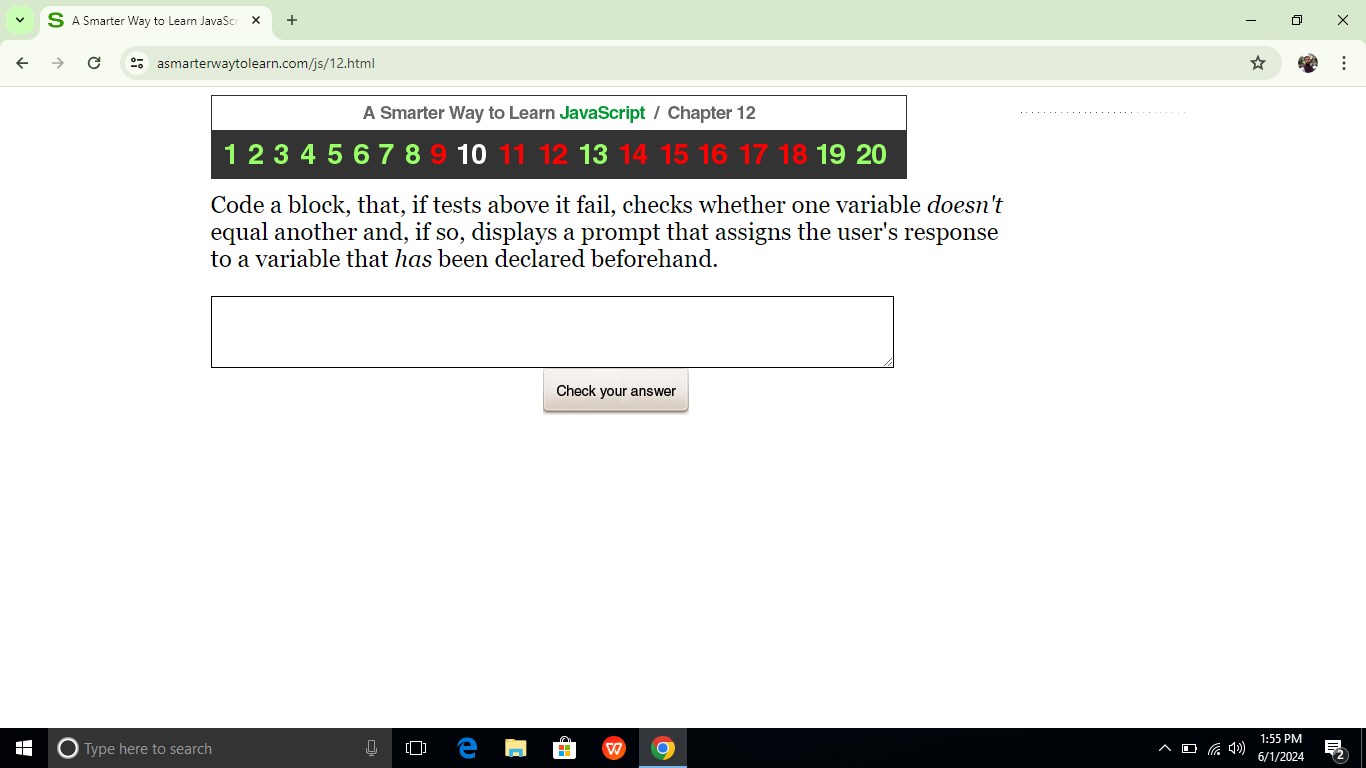 A Smarter Way to Learn JavaScr
asmarterwaytolearn.com/js/12.html
A Smarter Way to Learn JavaScript / Chapter 12
1 2 3 4 5 6 7 8 9 10 11 12 13 14 15 16 17 18 19 20
Code a block, that, if tests above it fail, checks whether one variable doesn't
equal another and, if so, displays a prompt that assigns the user's response
to a variable that has been declared beforehand.
Check your answer
Type here to search
1:55 PM
6/1/2024
2